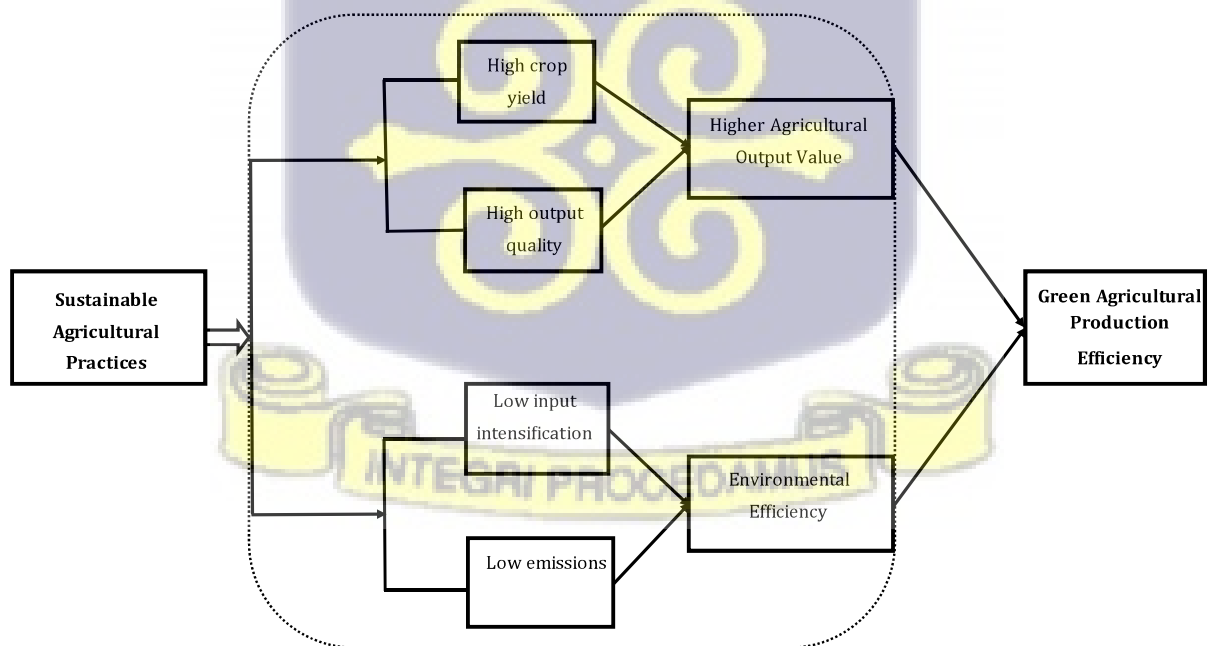 High crop
yield
Higher Agricultural
Output Value
High output
quality
Sustainable
Agricultural
Practices
Green Agricultural
Production
Efficiency
Low input
intensification
INTEGRI PROCEDAMUS
Environmental
Efficiency
Low emissions